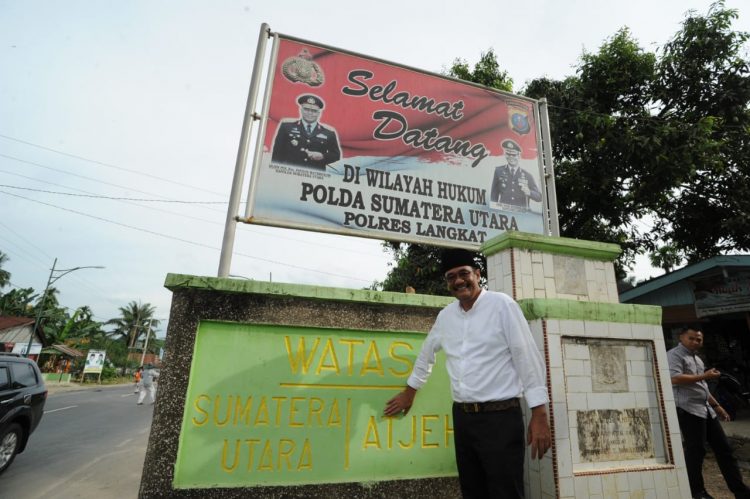 Selamat
Datang
DI WILAYAH HUKUM
POLDA SUMATERA UTARA
POLRES LANGKAT
WATAS
SUMATERA
UTARA
ATJEH